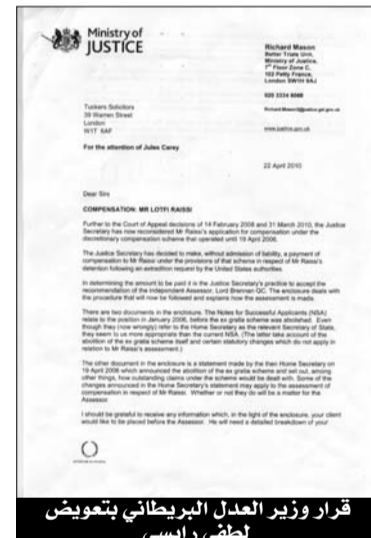 Ministry of
JUSTICE
Richard Mason
Better Trials Unit,
Ministry of Justice,
7th Floor Zone C,
102 Petty France,
London SW1H 9AJ
020 3334
www.justice.gov.uk
Tuckers Solicitors
39 Warren Street
London
W1T 6AF
For the attention of Jules Carey
22 April 2010
Dear Sirs
COMPENSATION: MR LOTFI RAISSI
Further to the Court of Appeal decisions of 14 February 2008 and 31 March 2010, the Justice
Secretary has now reconsidered Mr Raissi's application for compensation under the
discretionary compensation scheme that operated until 19 April 2006.
The Justice Secretary has decided to make, without admission of liability, a payment of
compensation to Mr Raissi under the provisions of that scheme in respect of Mr Raissi's
detention following an extradition request by the United States authorities.
In determining the amount to be paid it is the Justice Secretary's practice to accept the
recommendation of the Independent Assessor, Lord Brennan QC. The enclosure deals with
the procedure that will now be followed and explains how the assessment is made.
There are two documents in the enclosure. The Notes for Successful Applicants (NSA)
relate to the position in January 2006, before the ex gratia scheme was abolished. Even
though they (now wrongly) refer to the Home Secretary as the relevant Secretary of State,
they seem to us more appropriate than the current NSA. (The latter take account of the
abolition of the ex gratia scheme itself and certain statutory changes which do not apply in
relation to Mr Raissi's assessment.)
The other document in the enclosure is a statement made by the then Home Secretary on
19 April 2006 which announced the abolition of the ex gratia scheme and set out, among
other things, how outstanding claims under the scheme would be dealt with. Some of the
changes announced in the Home Secretary's statement may apply to the assessment of
compensation in respect of Mr Raissi. Whether or not they do will be a matter for the
Assessor.
I should be grateful to receive any information which, in the light of the enclosure, your client
would like to be placed before the Assessor. He will need a detailed breakdown of your
قرار وزير العدل البريطاني بتعويض
لطفي رايسي